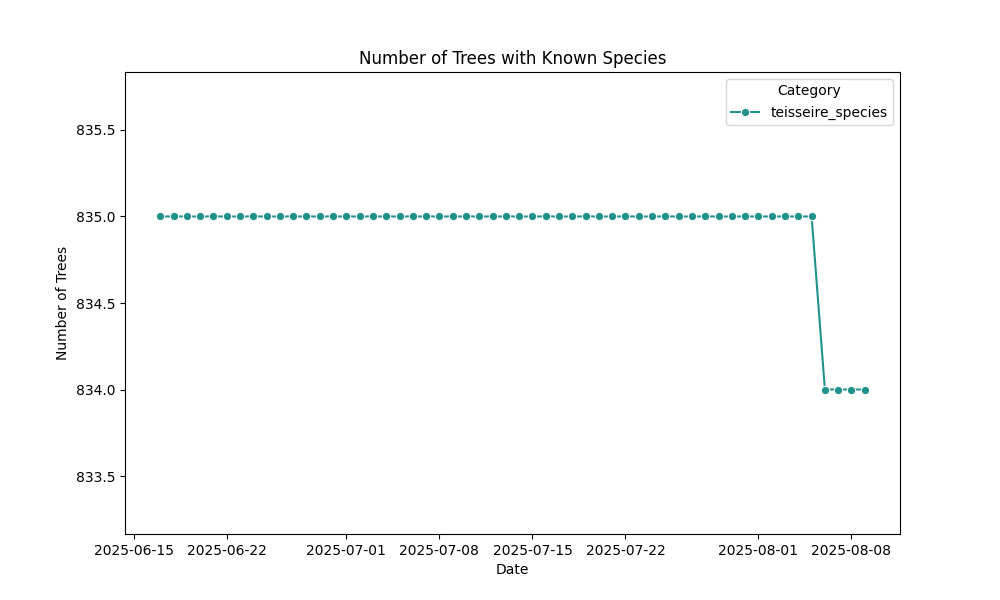 Number of Trees with Known Species
Category
teisseire_species
835.5
835.0
834.5
834.0
833.5
Number of Trees
2025-06-15 2025-06-22 2025-07-01 2025-07-08 2025-07-15 2025-07-22 2025-08-01 2025-08-08
Date